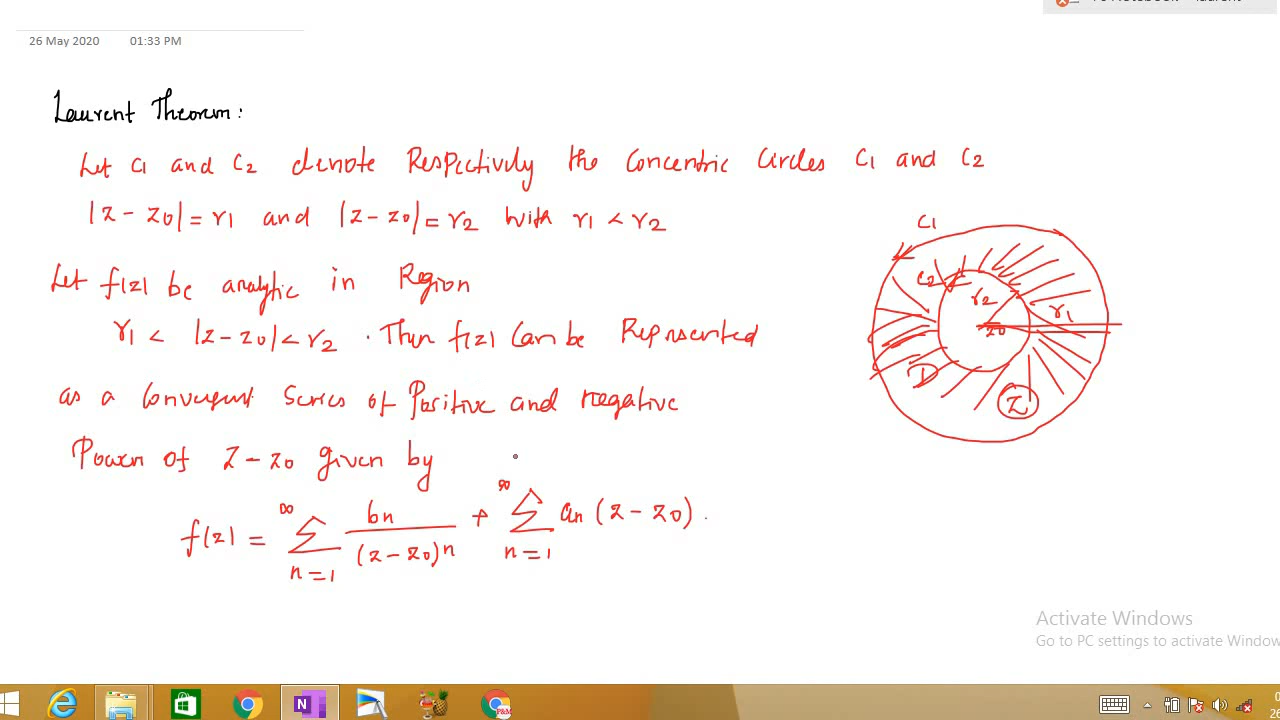 26 May 2020 01:33 PM
Laurent Theorem:
Let C1 and C2 denote Respectively the Concentric Circles C1 and C2
|z - z0| = r1 and |z - z0| = r2 with r1 < r2
Let f(z) be analytic in Region
r1 < |z - z0| < r2 . Then f(z) Can be Represented
as a Convergent Series of Positive and negative
Power of z - z0 given by
f(z) = ∞ Σ n=1 bn / (z - z0)^n + ∞ Σ n=1 an (z - z0) .
C1
C2
r2
r1
z0
D
z
Activate Windows
Go to PC settings to activate Window